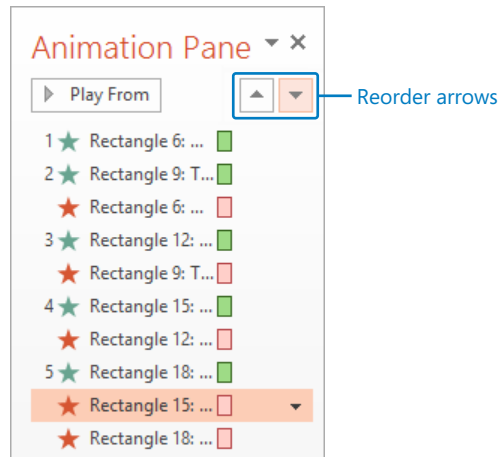 Animation Pane
Play From
Reorder arrows
1 Rectangle 6: ...
2 Rectangle 9: T...
Rectangle 6: ...
3 Rectangle 12: ...
Rectangle 9: T...
4 Rectangle 15: ...
Rectangle 12: ...
5 Rectangle 18: ...
Rectangle 15: ...
Rectangle 18: ...